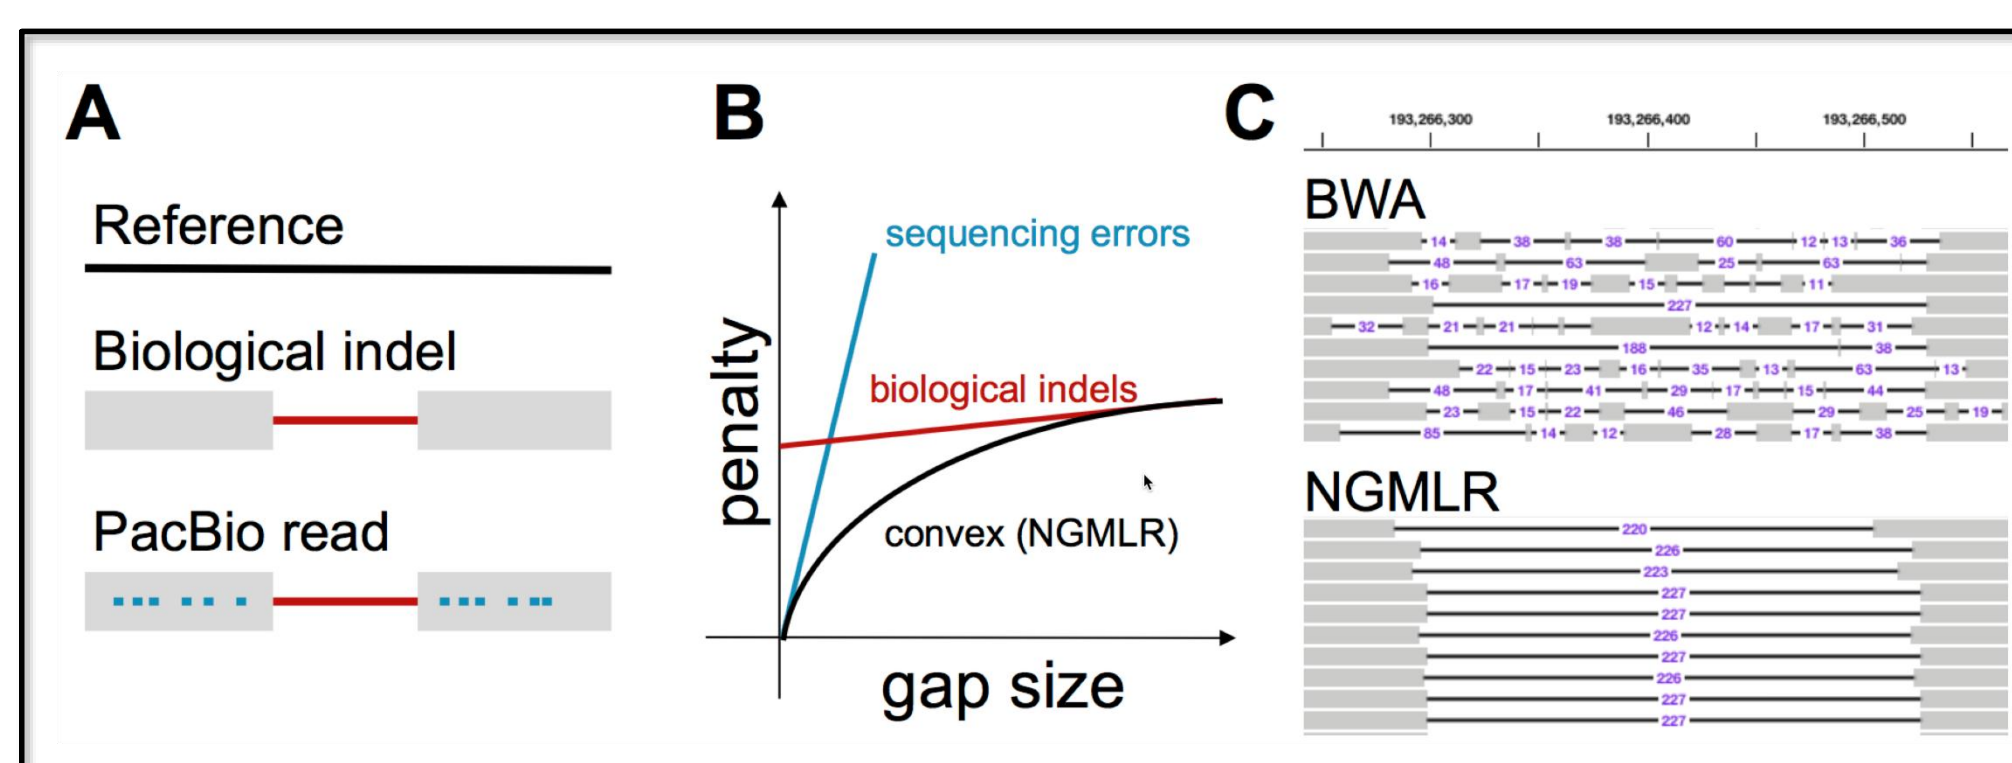 A
Reference
Biological indel
PacBio read
B
penalty
sequencing errors
biological indels
convex (NGMLR)
gap size
C
193,266,300 193,266,400 193,266,500
BWA
14 38 38 60 12 13 36
48 63 25 63
16 17 19 15 11
227
32 21 21 12 14 17 31
188 38
22 15 23 16 35 13 63 13
48 17 41 29 17 15 44
23 15 22 46 29 25 19
85 14 12 28 17 38
NGMLR
220
226
223
227
227
226
227
226
227
227